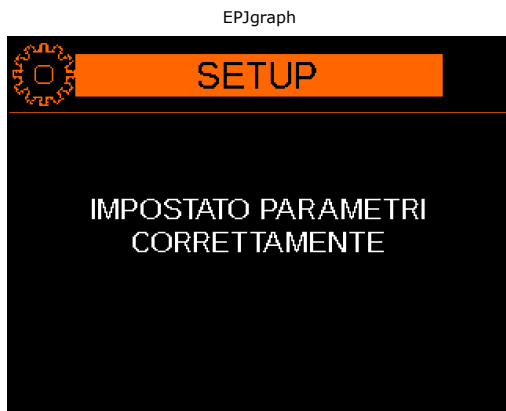 EPJgraph
SETUP
IMPOSTATO PARAMETRI
CORRETTAMENTE